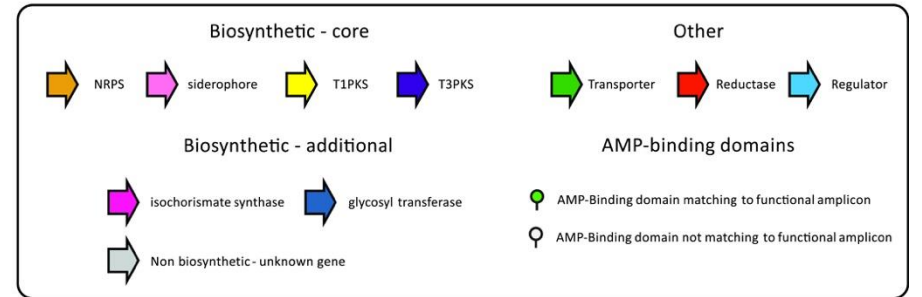 Biosynthetic - core
NRPS
siderophore
T1PKS
T3PKS
Other
Transporter
Reductase
Regulator
Biosynthetic - additional
isochorismate synthase
glycosyl transferase
Non biosynthetic - unknown gene
AMP-binding domains
AMP-Binding domain matching to functional amplicon
AMP-Binding domain not matching to functional amplicon